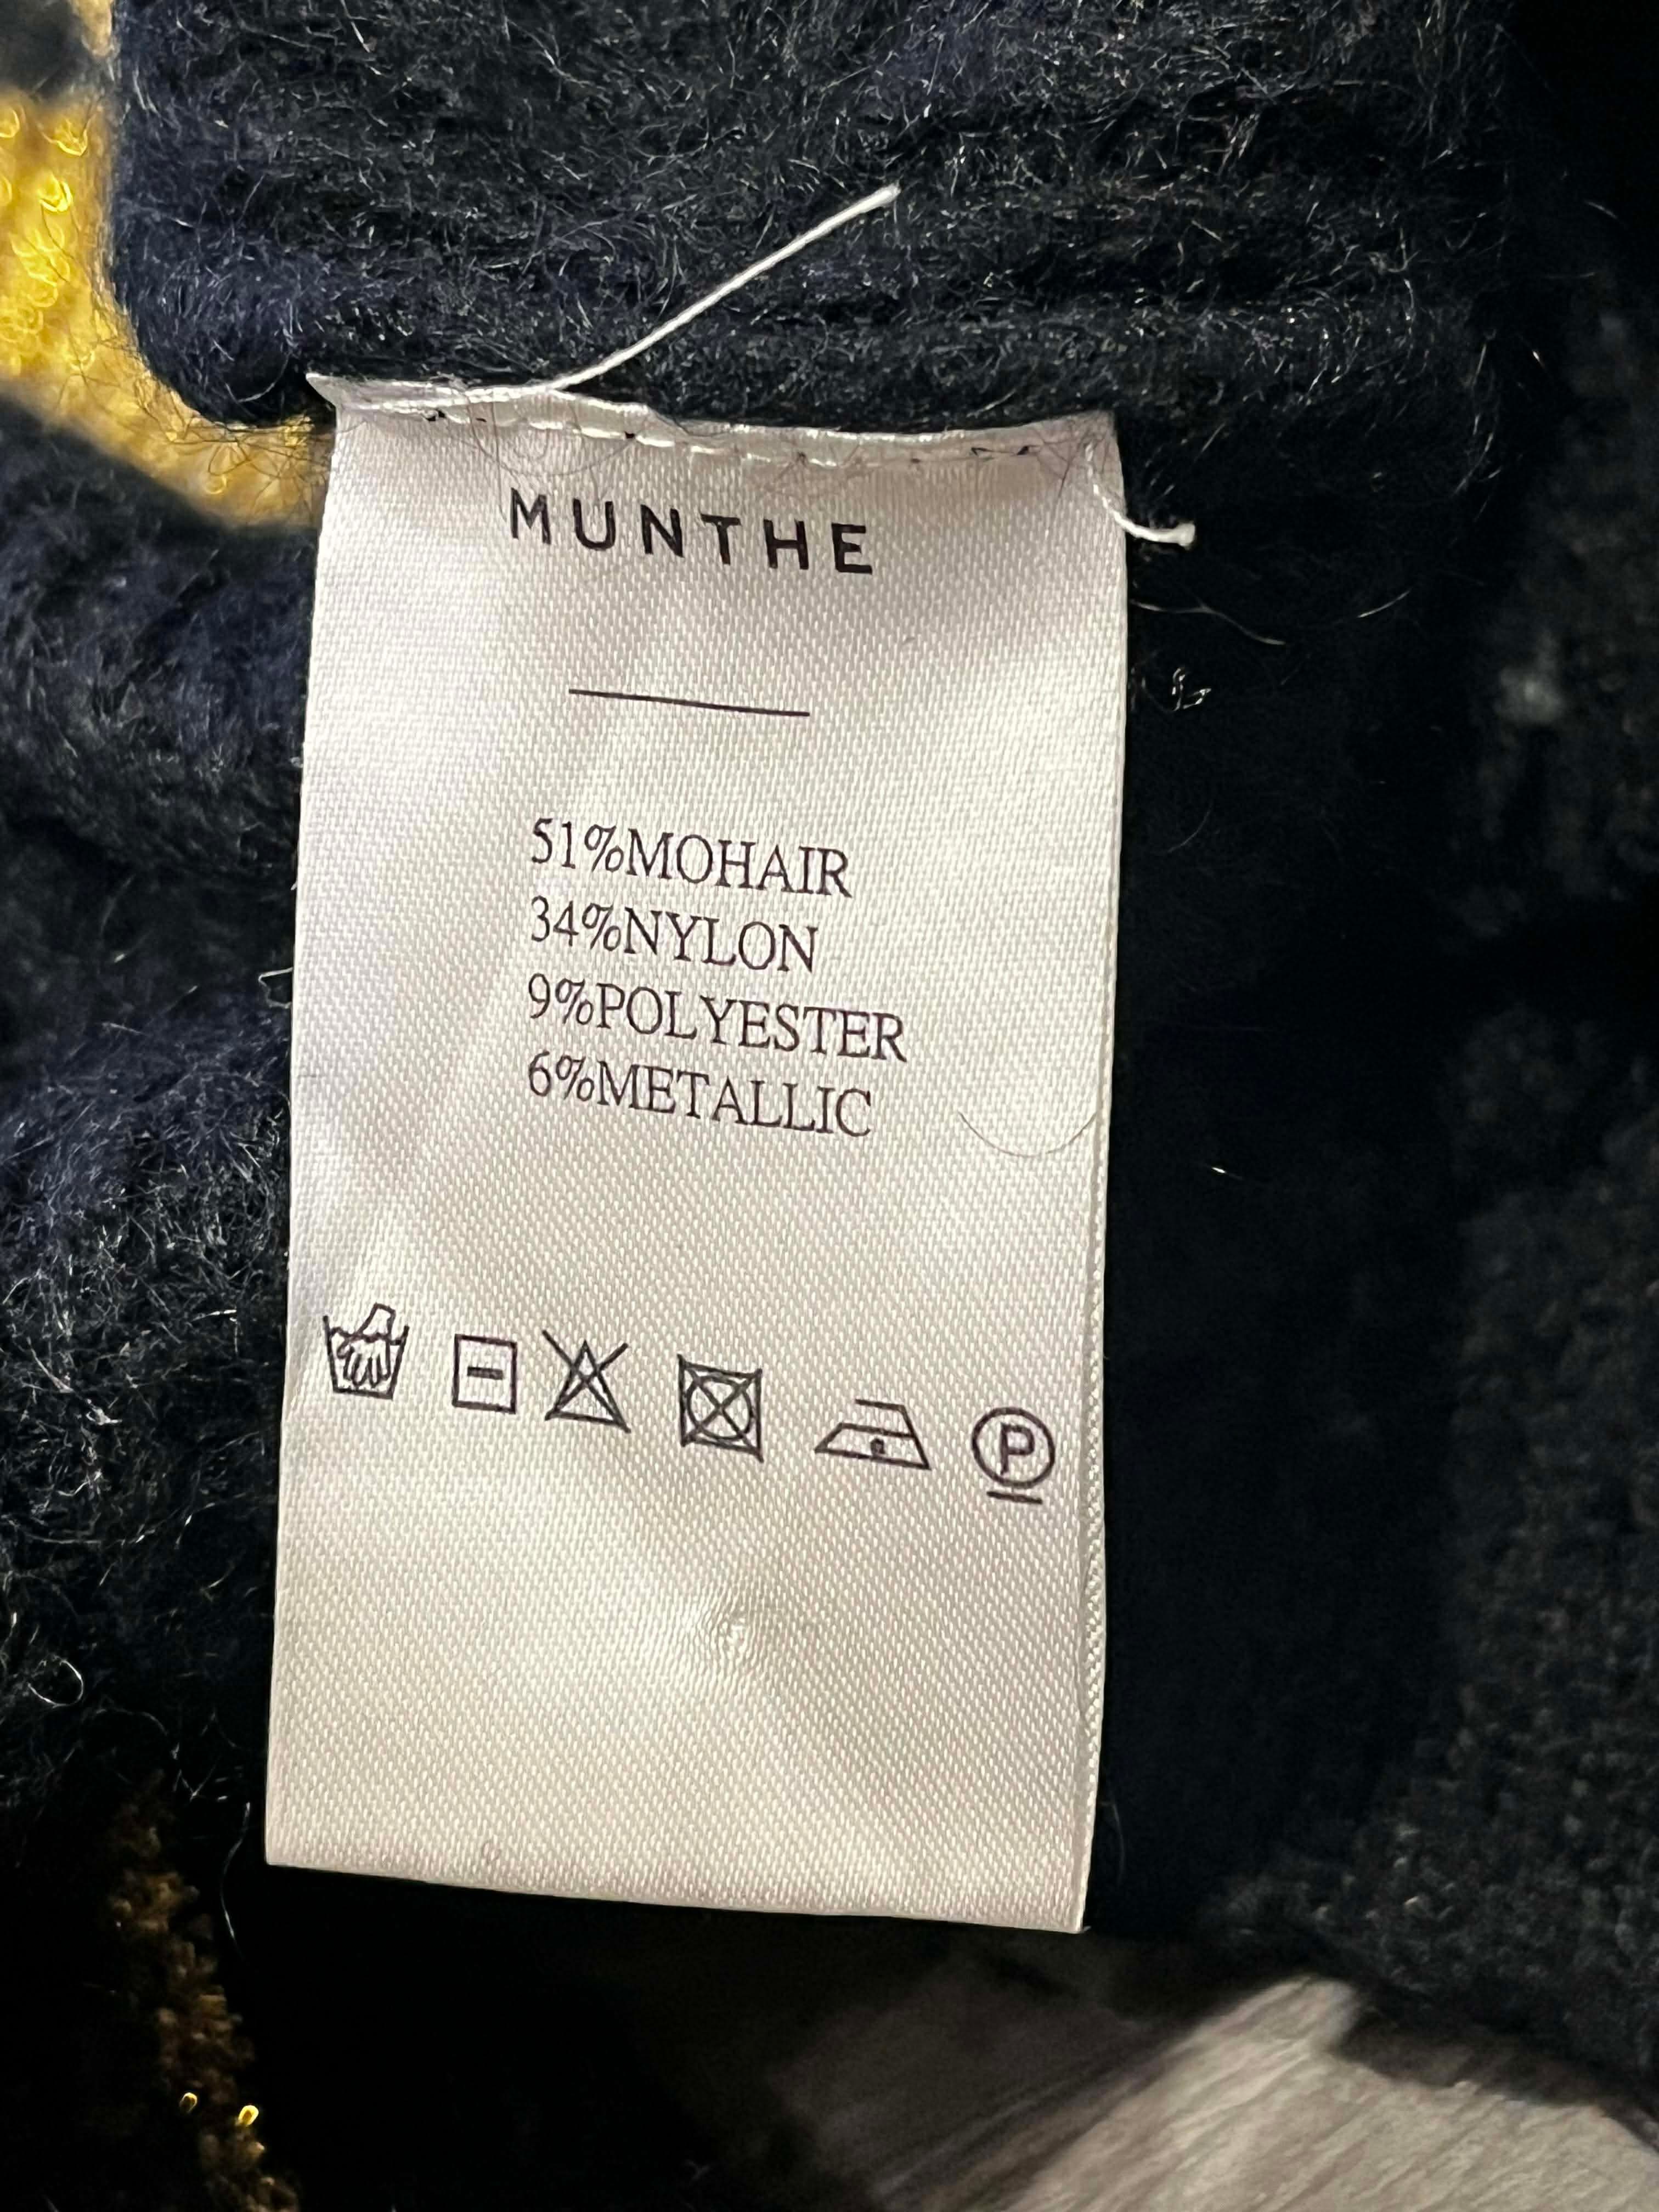 MUNTHE
51%MOHAIR
34%NYLON
9%POLYESTER
6%METALLIC
P